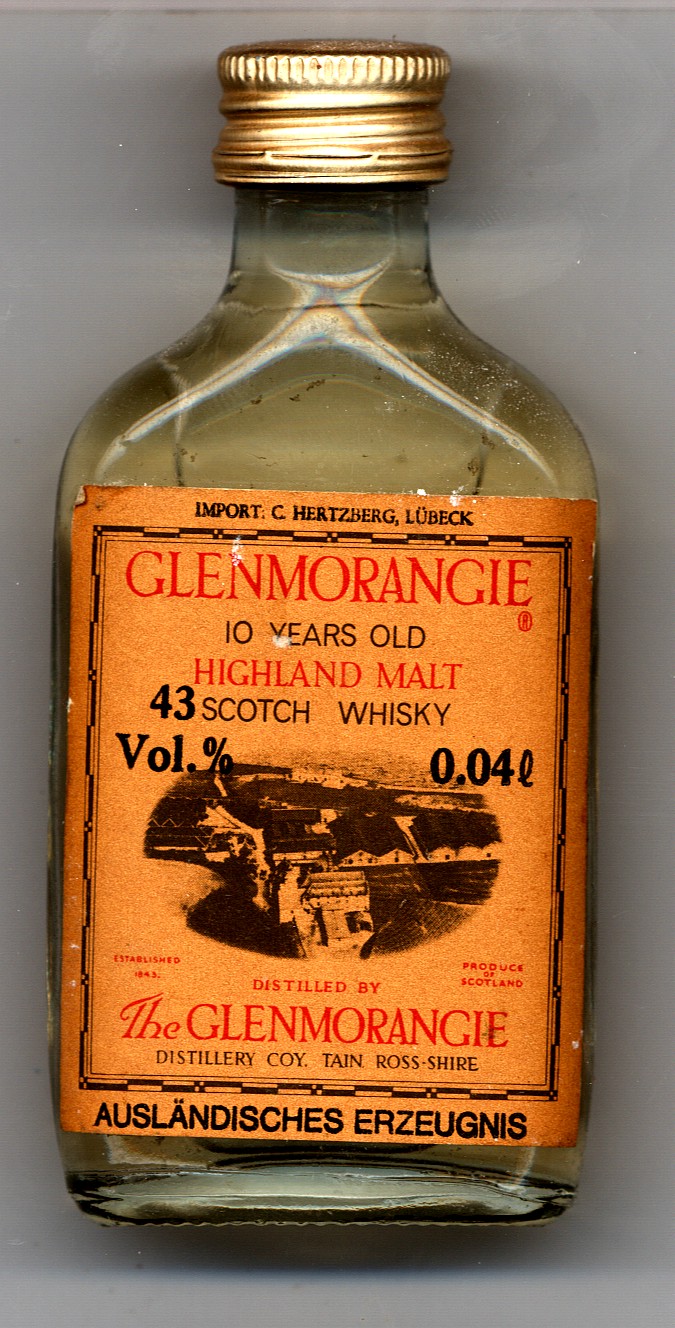 IMPORT: C. HERTZBERG, LÜBECK
GLENMORANGIE
®
10 YEARS OLD
HIGHLAND MALT
43 SCOTCH WHISKY
Vol.% 0.04ℓ
ESTABLISHED
1843.
PRODUCE
OF
SCOTLAND
DISTILLED BY
The GLENMORANGIE
DISTILLERY COY. TAIN. ROSS-SHIRE
AUSLÄNDISCHES ERZEUGNIS